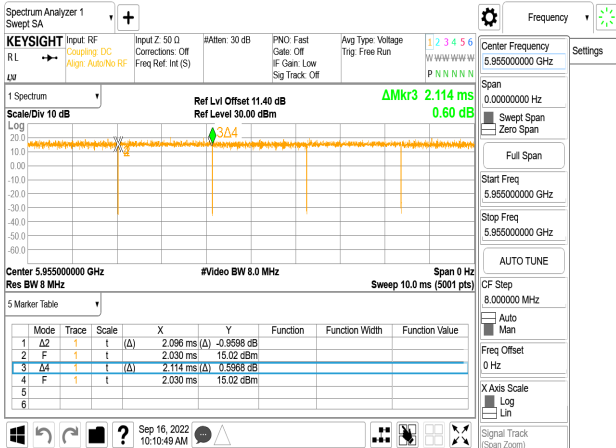 Spectrum Analyzer 1
Swept SA
Frequency
KEYSIGHT
RL
Input: RF
Coupling: DC
Align: Auto/No RF
Input Z: 50 Ω
Corrections: Off
Freq Ref: Int (S)
#Atten: 30 dB
PNO: Fast
Gate: Off
IF Gain: Low
Sig Track: Off
Avg Type: Voltage
Trig: Free Run
1 2 3 4 5 6
W W W W W W
P N N N N N
1 Spectrum
Scale/Div 10 dB
Ref Lvl Offset 11.40 dB
Ref Level 30.00 dBm
ΔMkr3 2.114 ms
0.60 dB
Log
20.0
10.0
0.00
-10.0
-20.0
-30.0
-40.0
-50.0
-60.0
3Δ4
Center 5.955000000 GHz
Res BW 8 MHz
#Video BW 8.0 MHz
Span 0 Hz
Sweep 10.0 ms (5001 pts)
5 Marker Table
Mode Trace Scale X Y Function Function Width Function Value
1 Δ2 1 t (Δ) 2.096 ms (Δ) -0.9598 dB
2 F 1 t 2.030 ms 15.02 dBm
3 Δ4 1 t (Δ) 2.114 ms (Δ) 0.5968 dB
4 F 1 t 2.030 ms 15.02 dBm
5
6
Sep 16, 2022
10:10:49 AM
Center Frequency
5.955000000 GHz
Settings
Span
0.00000000 Hz
Swept Span
Zero Span
Full Span
Start Freq
5.955000000 GHz
Stop Freq
5.955000000 GHz
AUTO TUNE
CF Step
8.000000 MHz
Auto
Man
Freq Offset
0 Hz
X Axis Scale
Log
Lin
Signal Track
(Span Zoom)